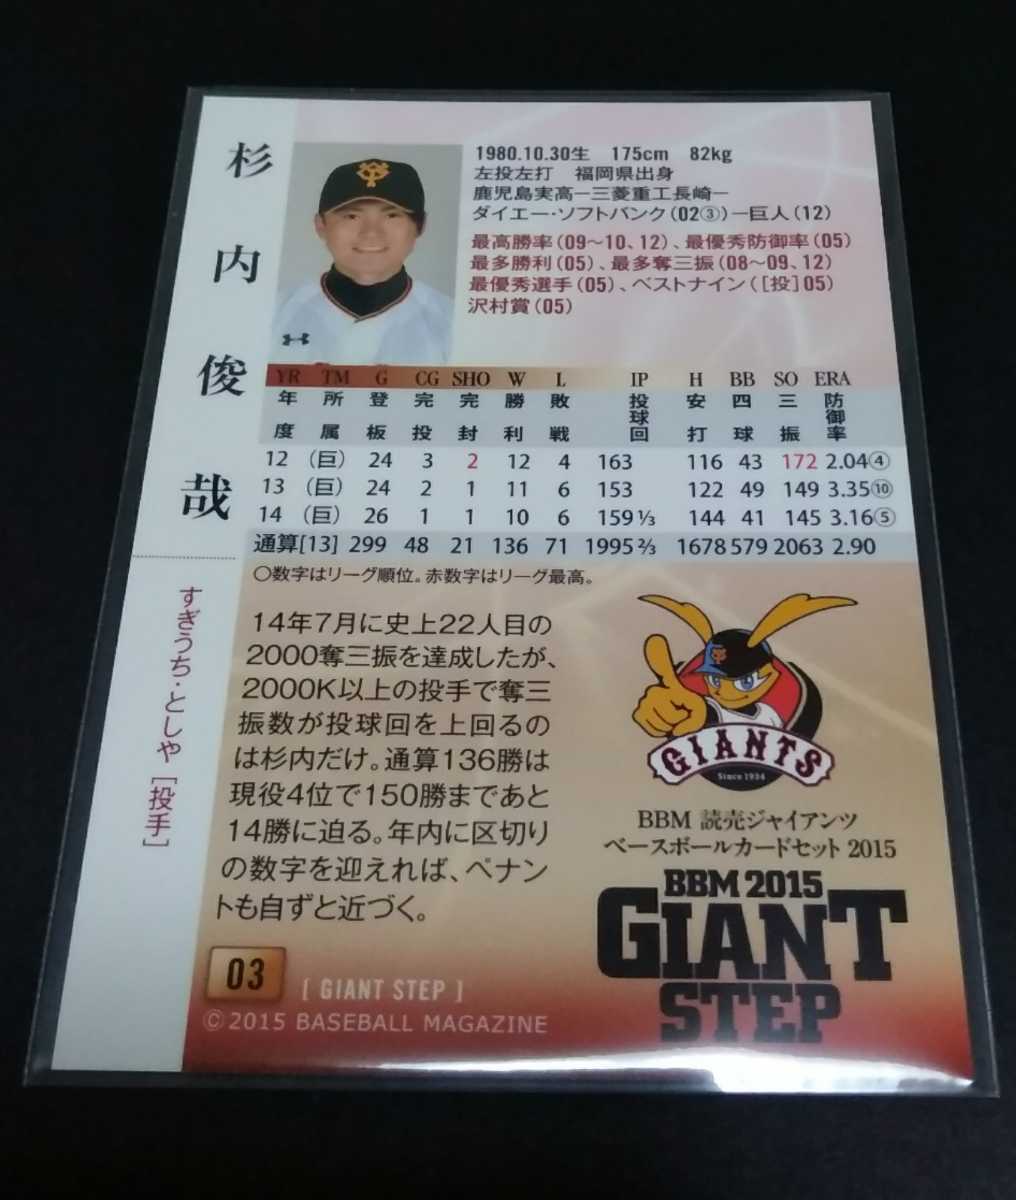 杉内俊哉
すぎうち・としや [投手]
1980.10.30生 175cm 82kg
左投左打 福岡県出身
鹿児島実高ー三菱重工長崎ー
ダイエー・ソフトバンク(02③)ー巨人(12)
最高勝率(09～10、12)、最優秀防御率(05)
最多勝利(05)、最多奪三振(08～09、12)
最優秀選手(05)、ベストナイン([投]05)
沢村賞(05)
YR TM G CG SHO W L IP H BB SO ERA
年度 所属 登板 完投 完封 勝利 敗戦 投球回 安打 四球 三振 防御率
12 (巨) 24 3 2 12 4 163 116 43 172 2.04④
13 (巨) 24 2 1 11 6 153 122 49 149 3.35⑩
14 (巨) 26 1 1 10 6 159 1/3 144 41 145 3.16⑤
通算[13] 299 48 21 136 71 1995 2/3 1678 579 2063 2.90
○数字はリーグ順位。赤数字はリーグ最高。
14年7月に史上22人目の
2000奪三振を達成したが、
2000K以上の投手で奪三
振数が投球回を上回るの
は杉内だけ。通算136勝は
現役4位で150勝まであと
14勝に迫る。年内に区切り
の数字を迎えれば、ペナン
トも自ずと近づく。
GIANTS
Since 1934
BBM 読売ジャイアンツ
ベースボールカードセット 2015
BBM 2015
GIANT
STEP
03
[ GIANT STEP ]
©2015 BASEBALL MAGAZINE